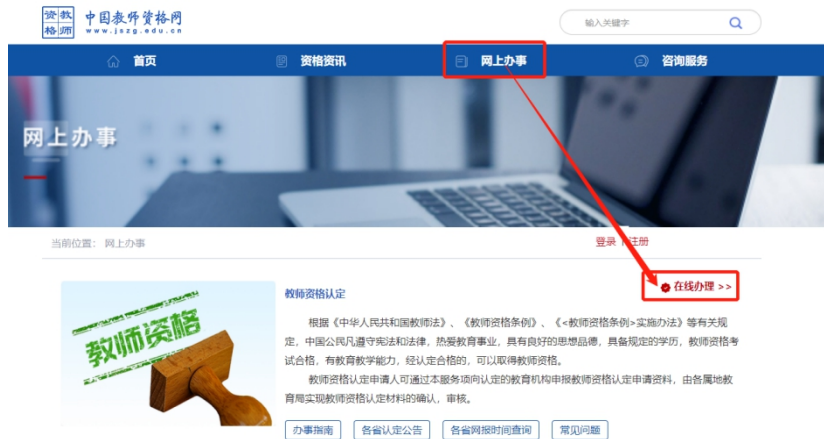 资教 中国教师资格网
格师 www.jszg.edu.cn
输入关键字
首页 资格资讯 网上办事 咨询服务
网上办事
当前位置: 网上办事
登录 注册
教师资格认定
在线办理 >>
教师资格
根据《中华人民共和国教师法》、《教师资格条例》、《<教师资格条例>实施办法》等有关规
定,中国公民凡遵守宪法和法律,热爱教育事业,具有良好的思想品德,具备规定的学历,教师资格考
试合格,有教育教学能力,经认定合格的,可以取得教师资格。
教师资格认定申请人可通过本服务项向认定的教育机构申报教师资格认定申请资料,由各属地教
育局实现教师资格认定材料的确认,审核。
办事指南 各省认定公告 各省网报时间查询 常见问题